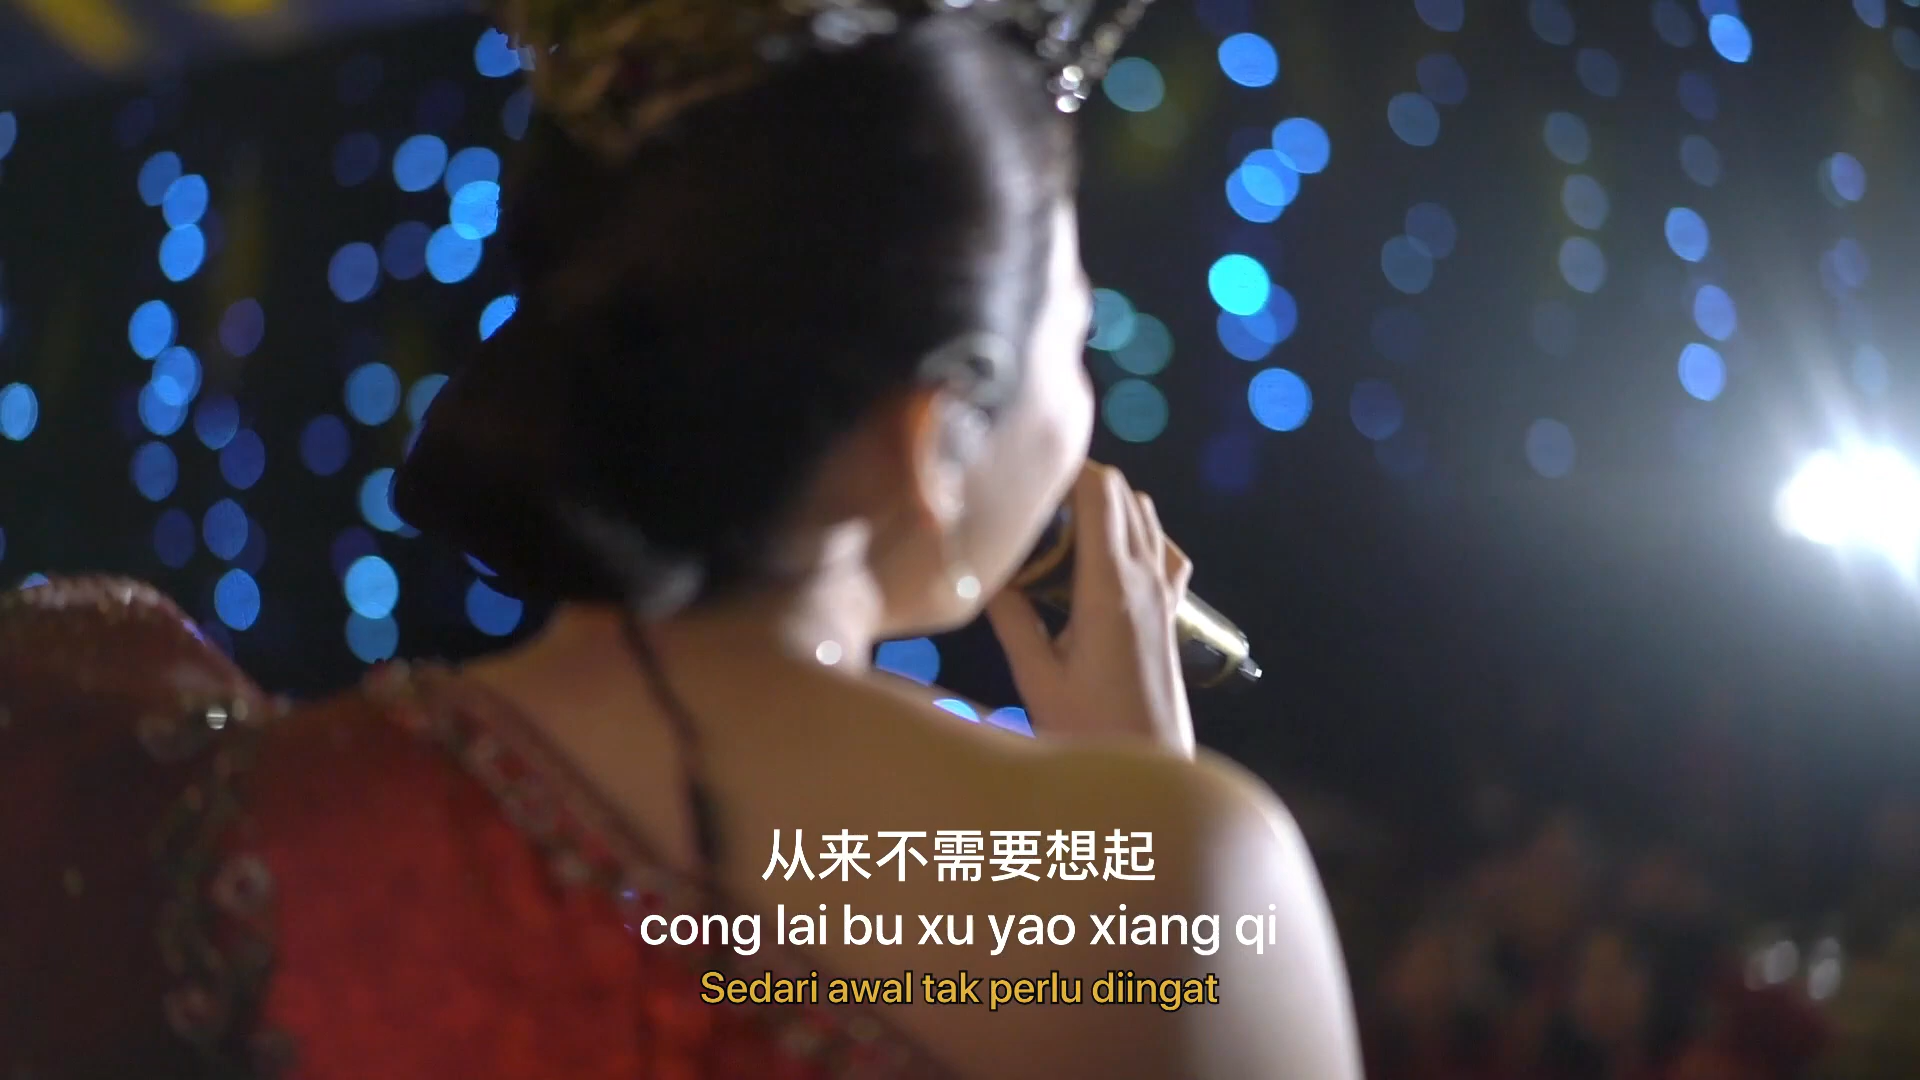 从来不需要想起
cong lai bu xu yao xiang qi
Sedari awal tak perlu diingat